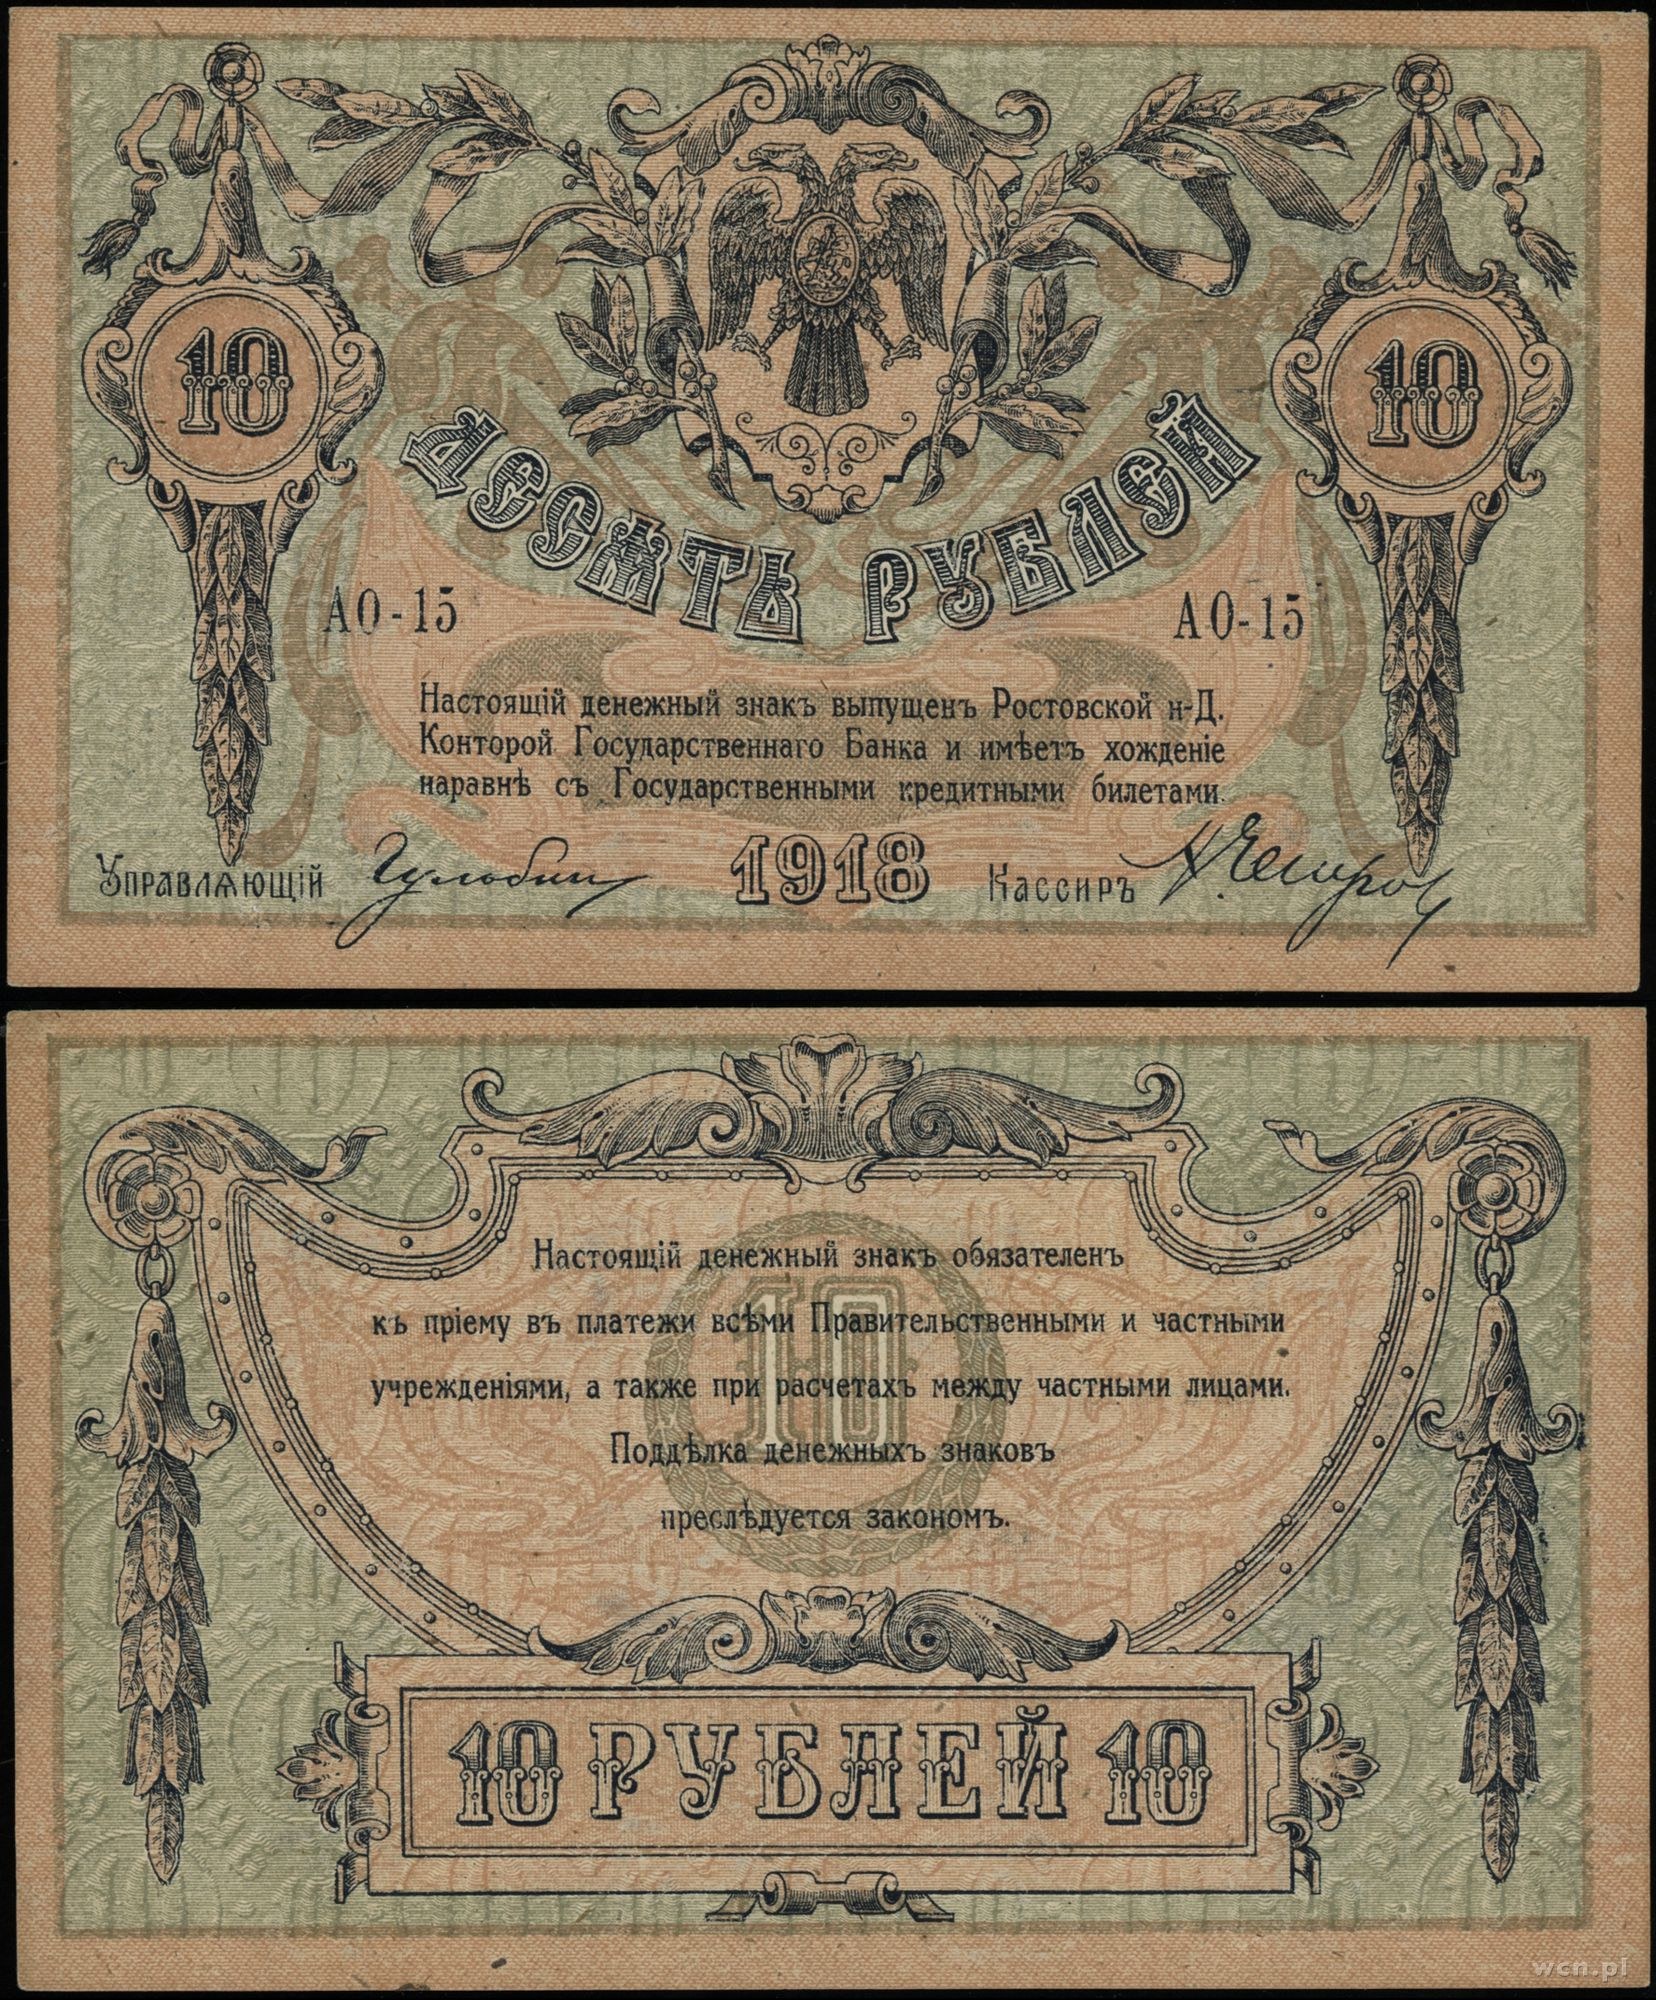 10
10
ДЕСЯТЬ РУБЛЕЙ
АО-15
АО-15
Настоящій денежный знакъ выпущенъ Ростовской н-Д.
Конторой Государственнаго Банка и имѣетъ хожденіе
наравнѣ съ Государственными кредитными билетами.
Управляющій
1918
Кассиръ
Настоящій денежный знакъ обязателенъ
къ пріему въ платежи всѣми Правительственными и частными
учрежденіями, а также при расчетахъ между частными лицами.
10
Поддѣлка денежныхъ знаковъ
преслѣдуется закономъ.
10 РУБЛЕЙ 10
wcn.pl